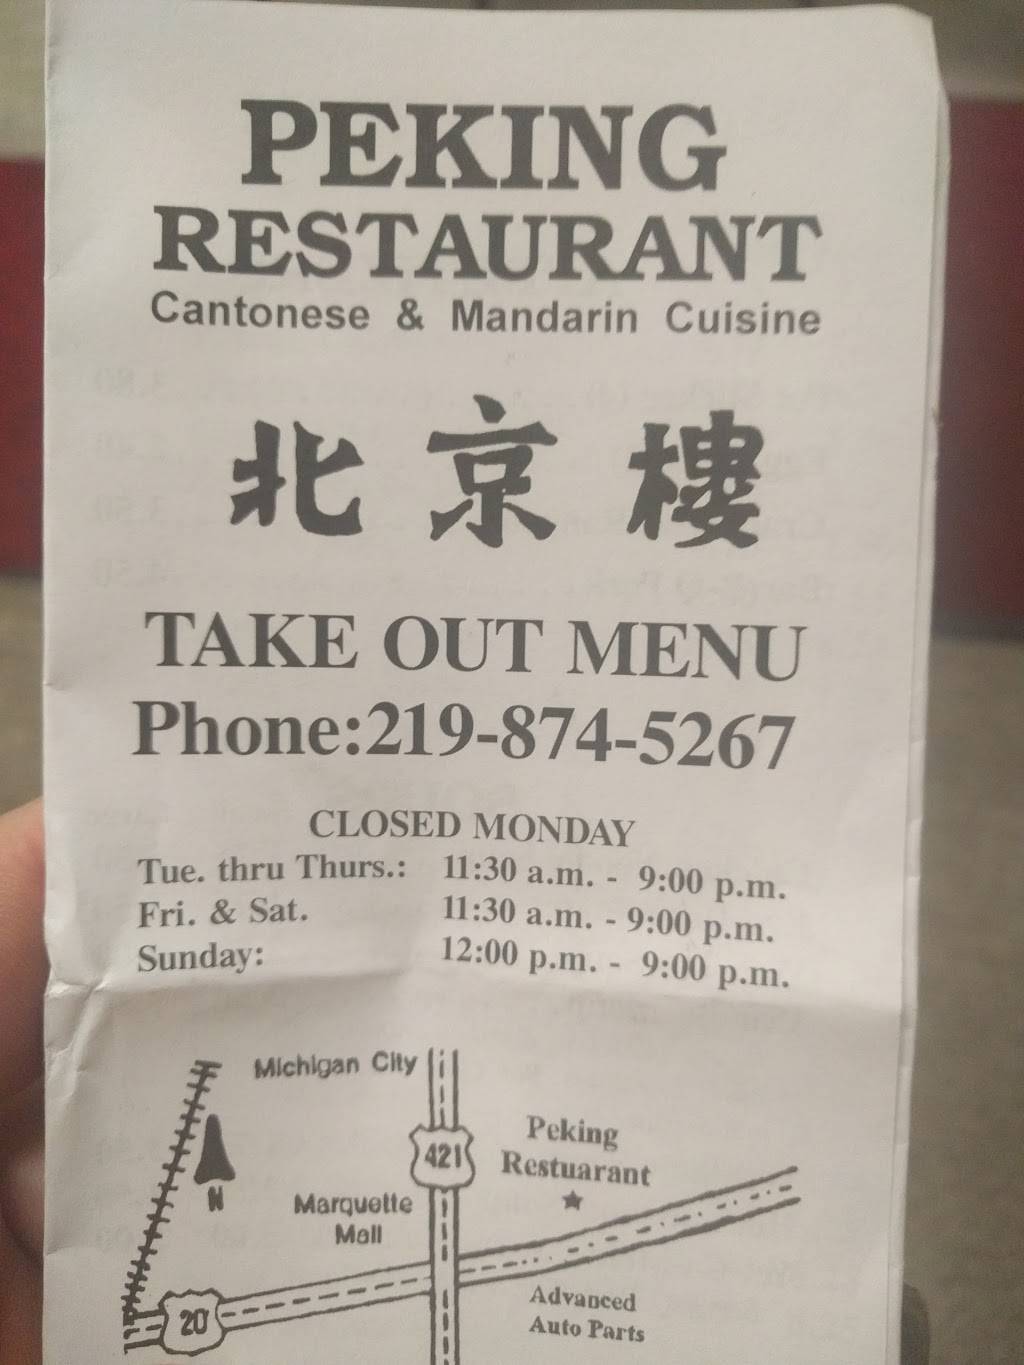 PEKING
RESTAURANT
Cantonese & Mandarin Cuisine
北京樓
TAKE OUT MENU
Phone:219-874-5267
CLOSED MONDAY
Tue. thru Thurs.: 11:30 a.m. - 9:00 p.m.
Fri. & Sat. 11:30 a.m. - 9:00 p.m.
Sunday: 12:00 p.m. - 9:00 p.m.
Michigan City
421
Peking
Restuarant
N
Marquette
Mall
20
Advanced
Auto Parts